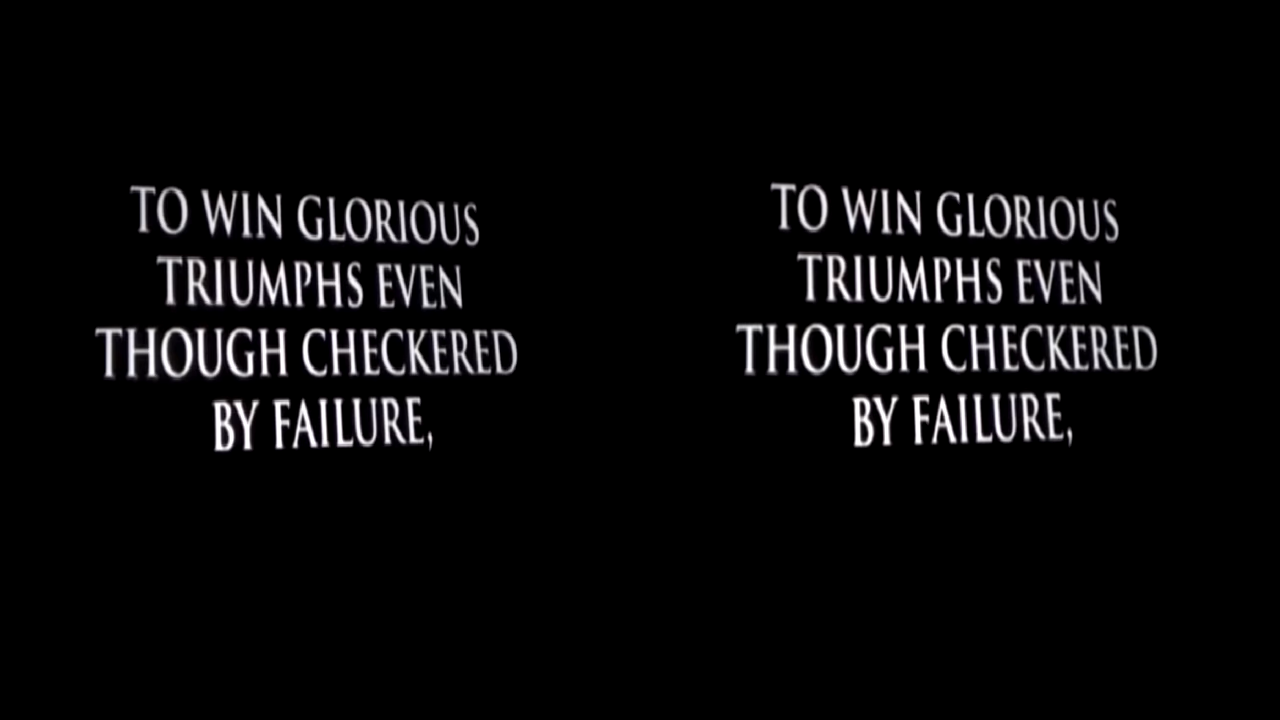 TO WIN GLORIOUS
TRIUMPHS EVEN
THOUGH CHECKERED
BY FAILURE,
TO WIN GLORIOUS
TRIUMPHS EVEN
THOUGH CHECKERED
BY FAILURE,